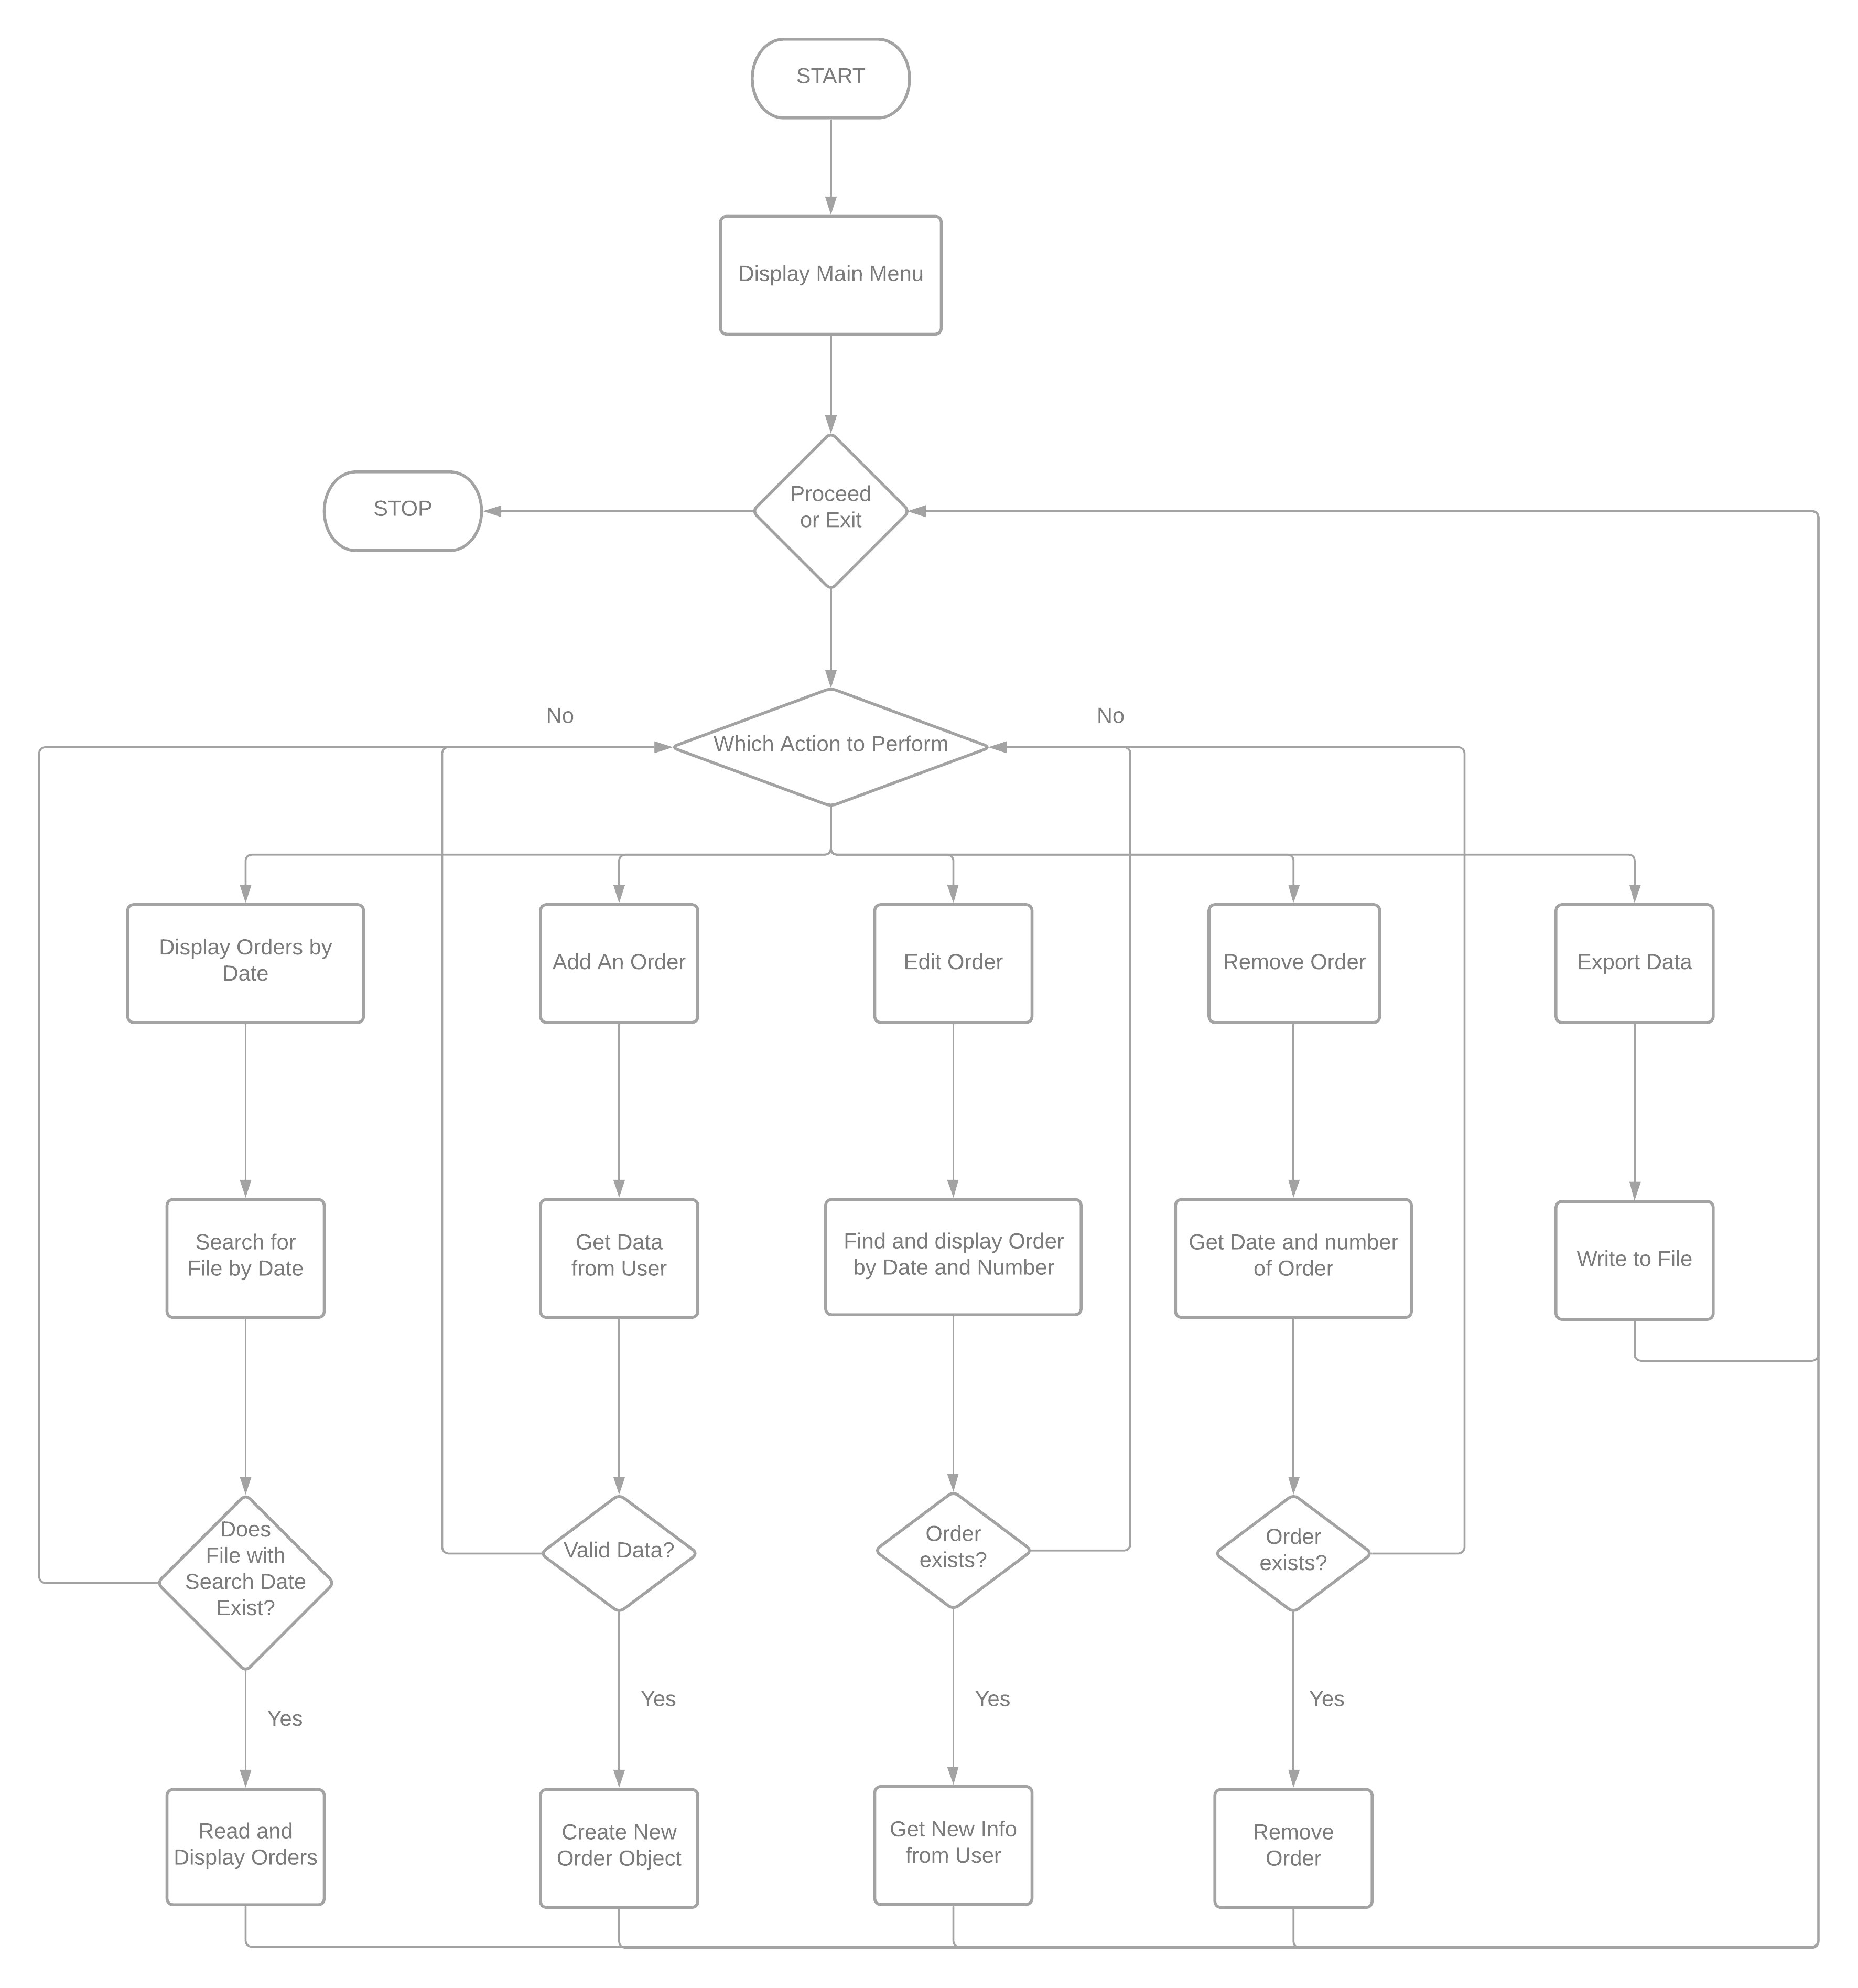 START
Display Main Menu
Proceed
or Exit
STOP
No
No
Which Action to Perform
Display Orders by
Date
Add An Order
Edit Order
Remove Order
Export Data
Search for
File by Date
Get Data
from User
Find and display Order
by Date and Number
Get Date and number
of Order
Write to File
Does
File with
Search Date
Exist?
Valid Data?
Order
exists?
Order
exists?
Yes
Yes
Yes
Yes
Read and
Display Orders
Create New
Order Object
Get New Info
from User
Remove
Order